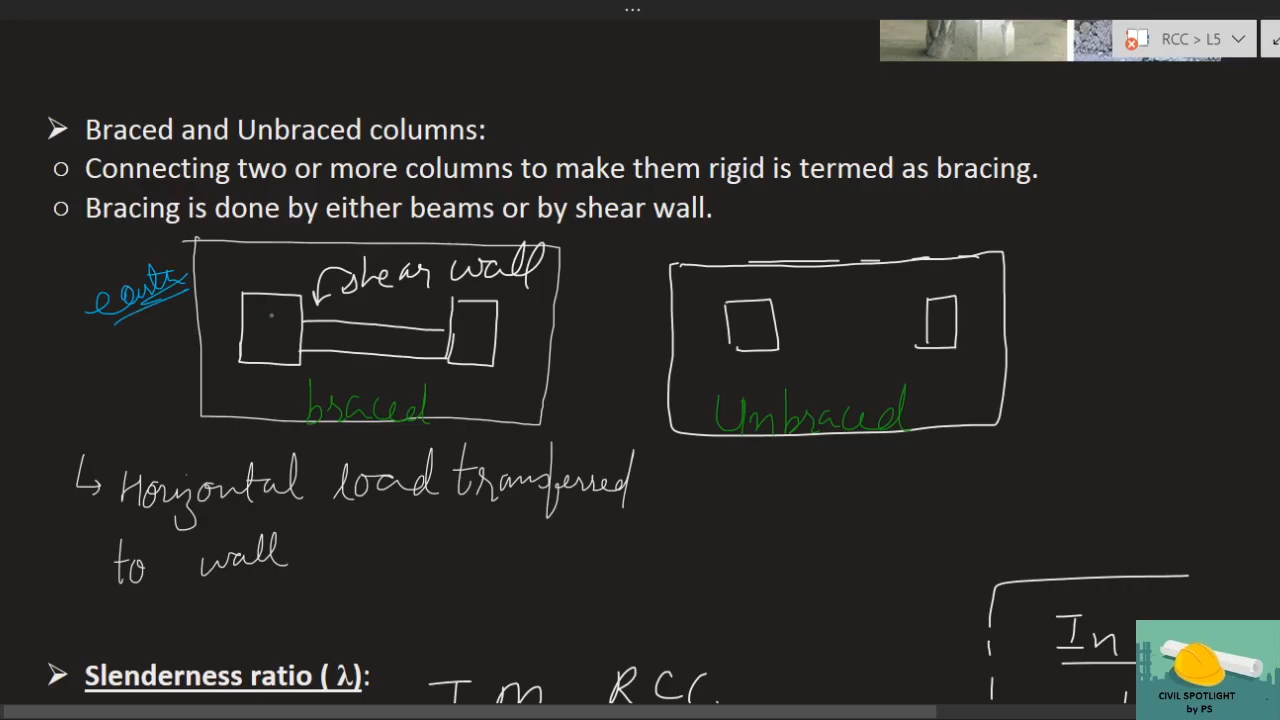 ...
RCC > L5
➢ Braced and Unbraced columns:
○ Connecting two or more columns to make them rigid is termed as bracing.
○ Bracing is done by either beams or by shear wall.
shear wall
braced
Unbraced
↳ Horizontal load transferred
to wall
➢ Slenderness ratio ( λ):
In RCC
In
CIVIL SPOTLIGHT
by PS